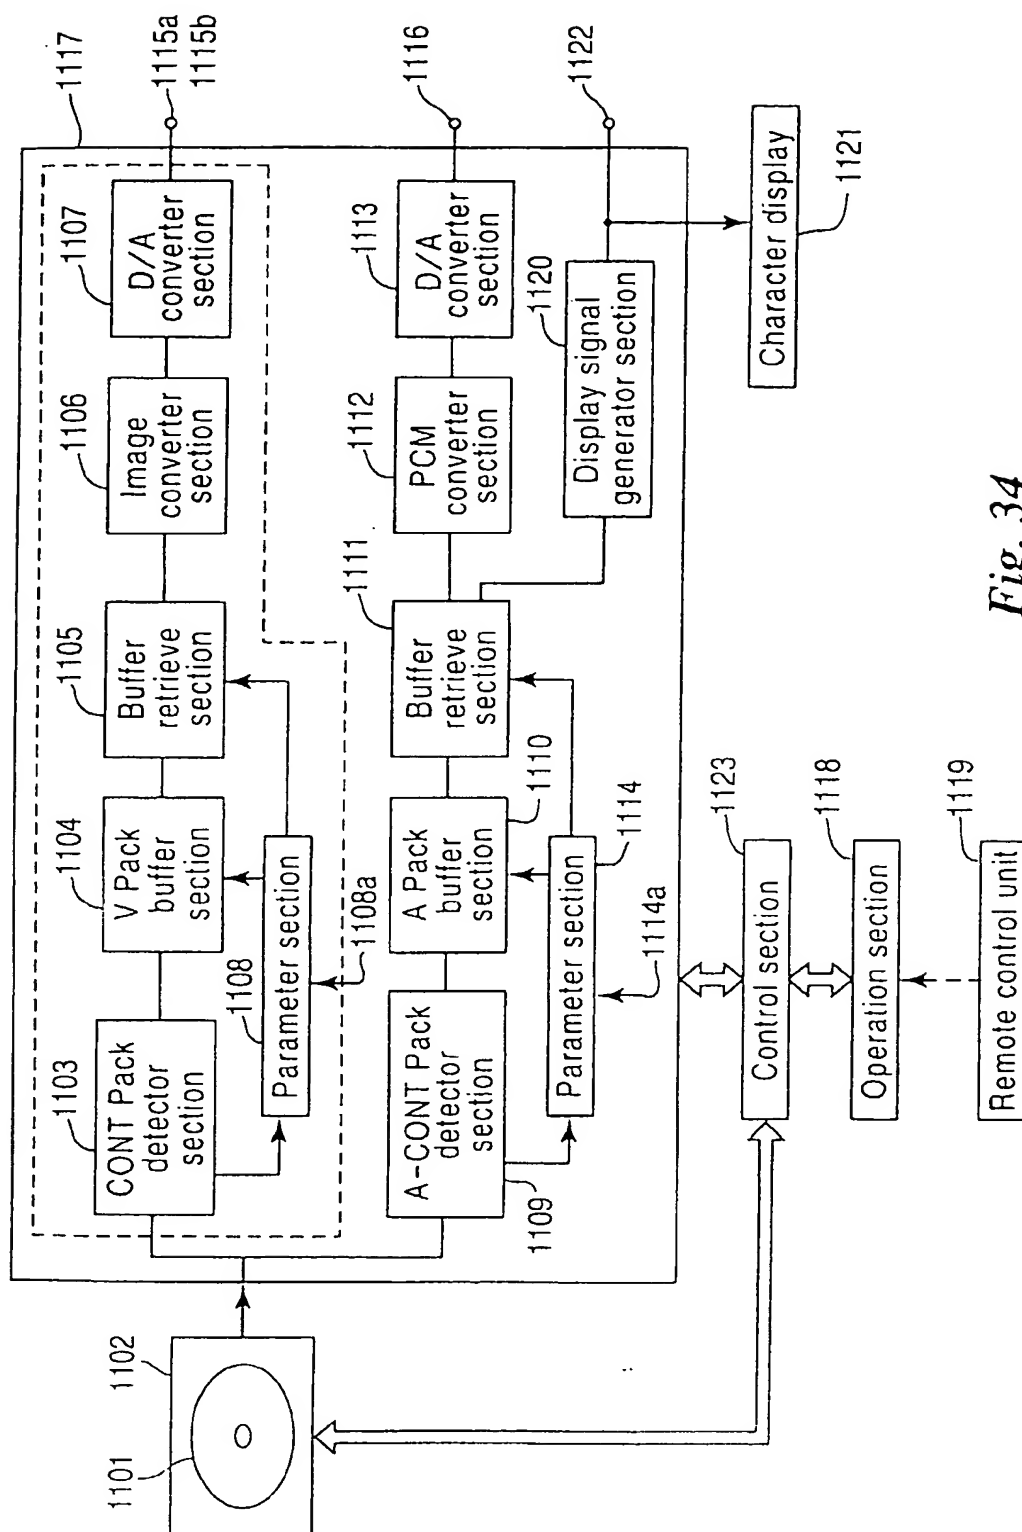 1101
1102
1117
1103
CONT Pack
detector
section
1104
V Pack
buffer
section
1105
Buffer
retrieve
section
1106
Image
converter
section
1107
D/A
converter
section
1115a
1115b
1108
Parameter section
1108a
1109
A-CONT Pack
detector
section
1110
A Pack
buffer
section
1111
Buffer
retrieve
section
1112
PCM
converter
section
1113
D/A
converter
section
1116
1114
Parameter section
1114a
1120
Display signal
generator section
1122
1123
Control section
1121
Character display
1118
Operation section
1119
Remote control unit
Fig. 34